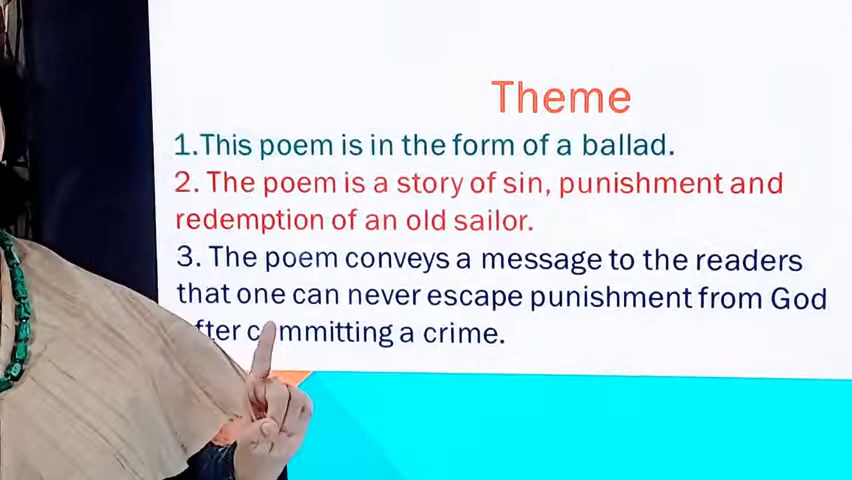 Theme
1.This poem is in the form of a ballad.
2. The poem is a story of sin, punishment and
redemption of an old sailor.
3. The poem conveys a message to the readers
that one can never escape punishment from God
after committing a crime.